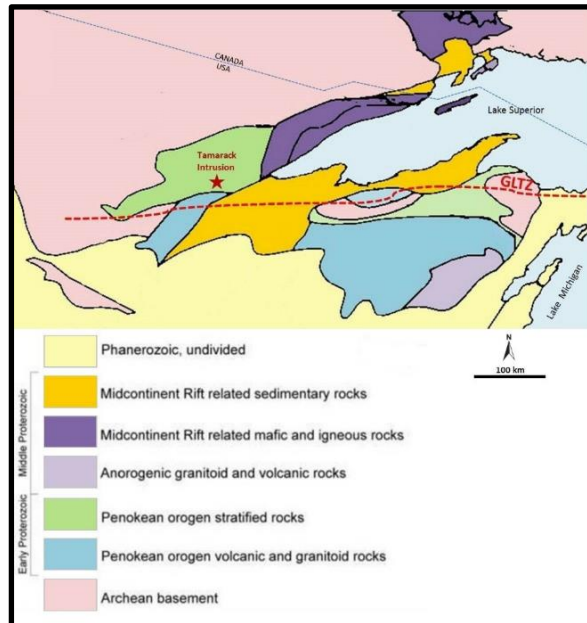 CANADA
USA
Lake Superior
Tamarack
Intrusion
GLTZ
Lake Michigan
N
100 km
Phanerozoic, undivided
Middle Proterozoic
Midcontinent Rift related sedimentary rocks
Midcontinent Rift related mafic and igneous rocks
Anorogenic granitoid and volcanic rocks
Early Proterozoic
Penokean orogen stratified rocks
Penokean orogen volcanic and granitoid rocks
Archean basement